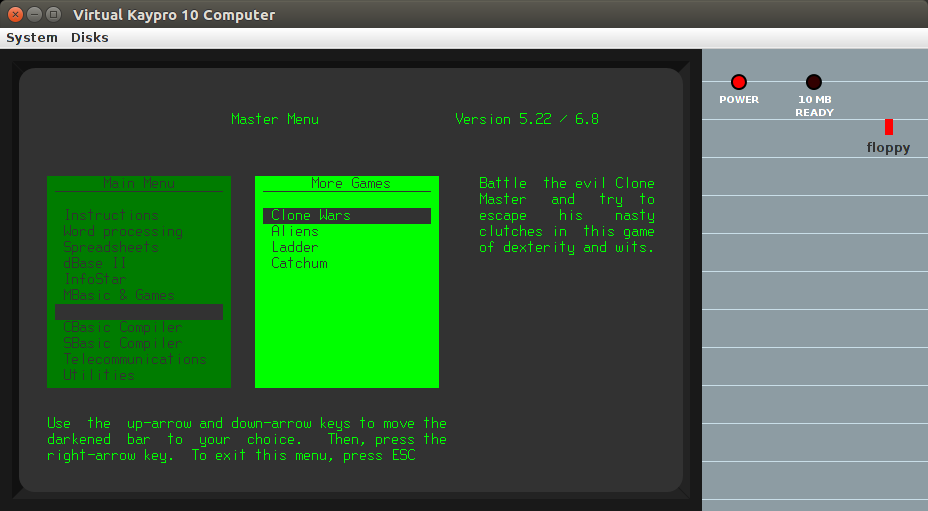 Virtual Kaypro 10 Computer
System Disks
POWER
10 MB
READY
floppy
Master Menu Version 5.22 / 6.8
Main Menu
Instructions
Word processing
Spreadsheets
dBase II
InfoStar
MBasic & Games
CBasic Compiler
SBasic Compiler
Telecommunications
Utilities
More Games
Clone Wars
Aliens
Ladder
Catchum
Battle the evil Clone
Master and try to
escape his nasty
clutches in this game
of dexterity and wits.
Use the up-arrow and down-arrow keys to move the
darkened bar to your choice. Then, press the
right-arrow key. To exit this menu, press ESC